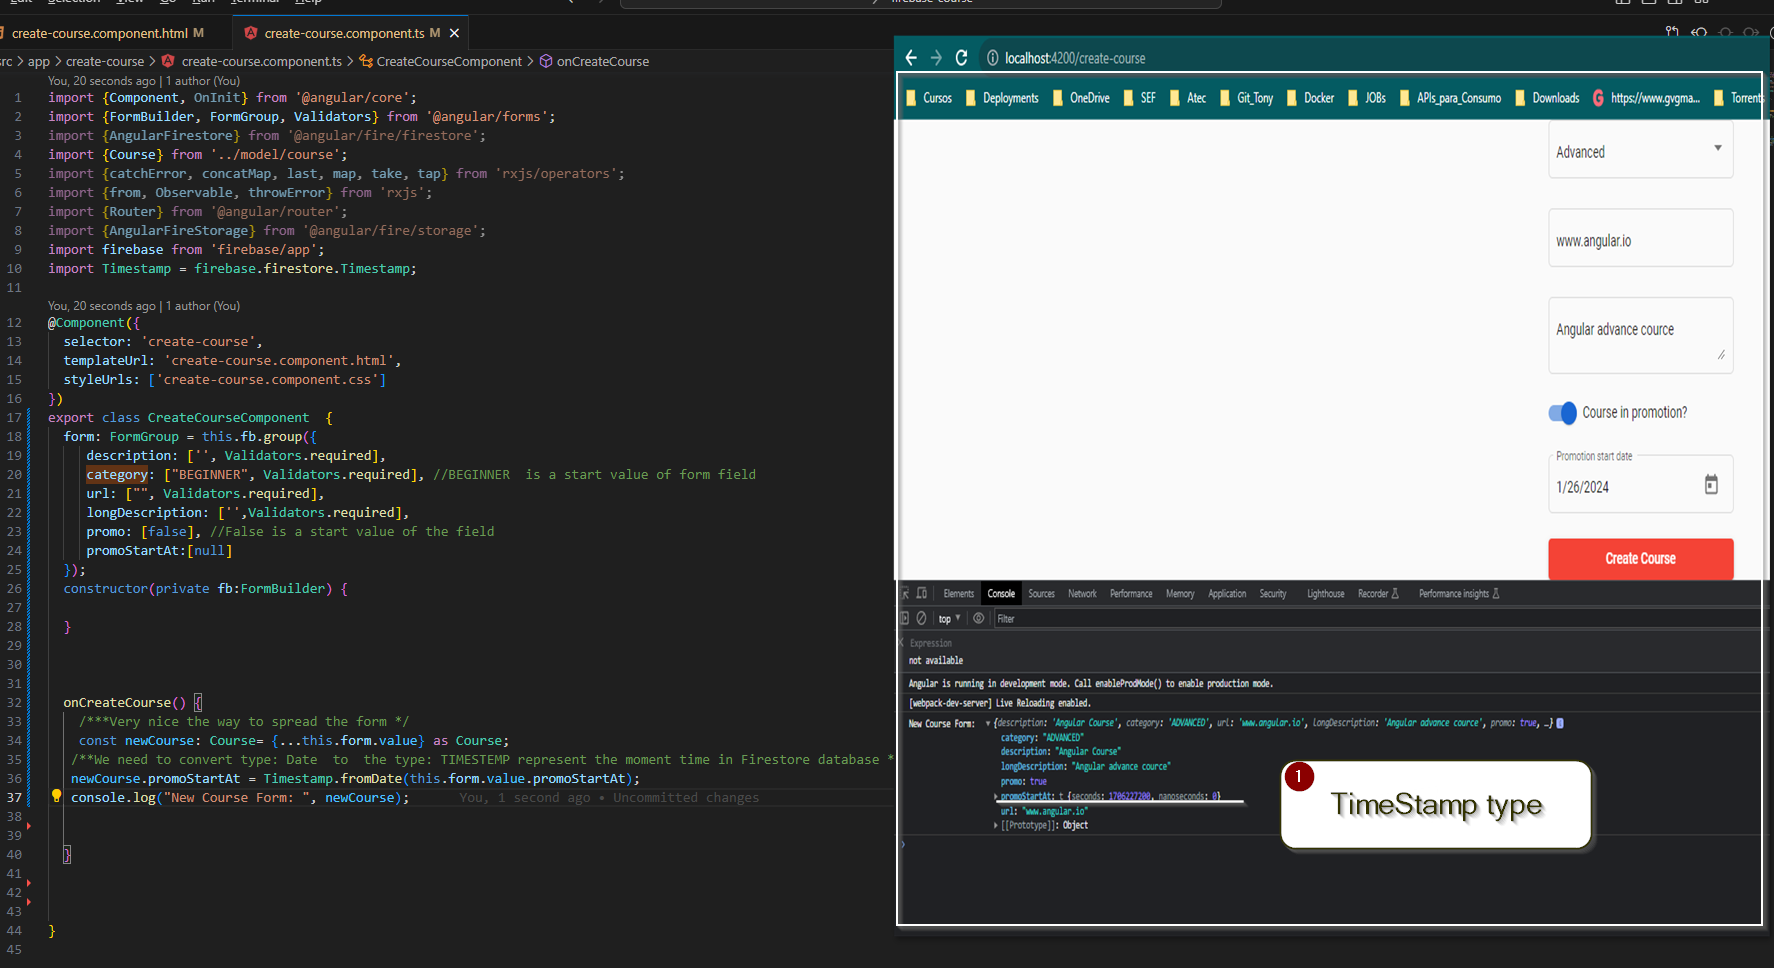 Edit Selection View Go Run Terminal Help
firebase-course
create-course.component.html M
create-course.component.ts M
src > app > create-course > create-course.component.ts > CreateCourseComponent > onCreateCourse
You, 20 seconds ago | 1 author (You)
1 import {Component, OnInit} from '@angular/core';
2 import {FormBuilder, FormGroup, Validators} from '@angular/forms';
3 import {AngularFirestore} from '@angular/fire/firestore';
4 import {Course} from '../model/course';
5 import {catchError, concatMap, last, map, take, tap} from 'rxjs/operators';
6 import {from, Observable, throwError} from 'rxjs';
7 import {Router} from '@angular/router';
8 import {AngularFireStorage} from '@angular/fire/storage';
9 import firebase from 'firebase/app';
10 import Timestamp = firebase.firestore.Timestamp;
11
You, 20 seconds ago | 1 author (You)
12 @Component({
13 selector: 'create-course',
14 templateUrl: 'create-course.component.html',
15 styleUrls: ['create-course.component.css']
16 })
17 export class CreateCourseComponent {
18 form: FormGroup = this.fb.group({
19 description: ['', Validators.required],
20 category: ["BEGINNER", Validators.required], //BEGINNER is a start value of form field
21 url: ["", Validators.required],
22 longDescription: ['',Validators.required],
23 promo: [false], //False is a start value of the field
24 promoStartAt:[null]
25 });
26 constructor(private fb:FormBuilder) {
27
28 }
29
30
31
32 onCreateCourse() {
33 /***Very nice the way to spread the form */
34 const newCourse: Course= {...this.form.value} as Course;
35 /**We need to convert type: Date to the type: TIMESTEMP represent the moment time in Firestore database *
36 newCourse.promoStartAt = Timestamp.fromDate(this.form.value.promoStartAt);
37 console.log("New Course Form: ", newCourse); You, 1 second ago • Uncommitted changes
38
39
40 }
41
42
43
44 }
45
localhost:4200/create-course
Cursos Deployments OneDrive SEF Atec Git_Tony Docker JOBs APIs_para_Consumo Downloads https://www.gvgma... Torrents
Advanced
www.angular.io
Angular advance cource
Course in promotion?
Promotion start date
1/26/2024
Create Course
Elements Console Sources Network Performance Memory Application Security Lighthouse Recorder Performance insights
top Filter
Expression
not available
Angular is running in development mode. Call enableProdMode() to enable production mode.
[webpack-dev-server] Live Reloading enabled.
New Course Form: {description: 'Angular Course', category: 'ADVANCED', url: 'www.angular.io', longDescription: 'Angular advance cource', promo: true, …}
category: "ADVANCED"
description: "Angular Course"
longDescription: "Angular advance cource"
promo: true
promoStartAt: t {seconds: 1706227200, nanoseconds: 0}
url: "www.angular.io"
[[Prototype]]: Object
1
TimeStamp type